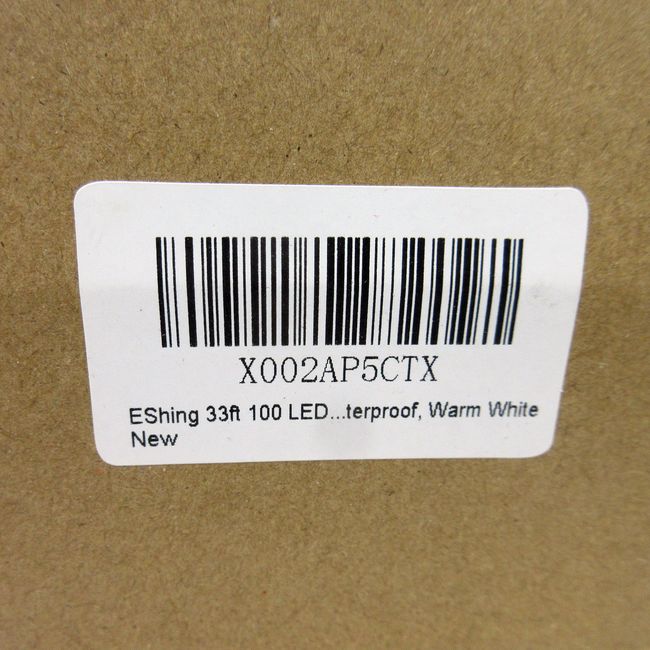 X002AP5CTX
EShing 33ft 100 LED...terproof, Warm White
New